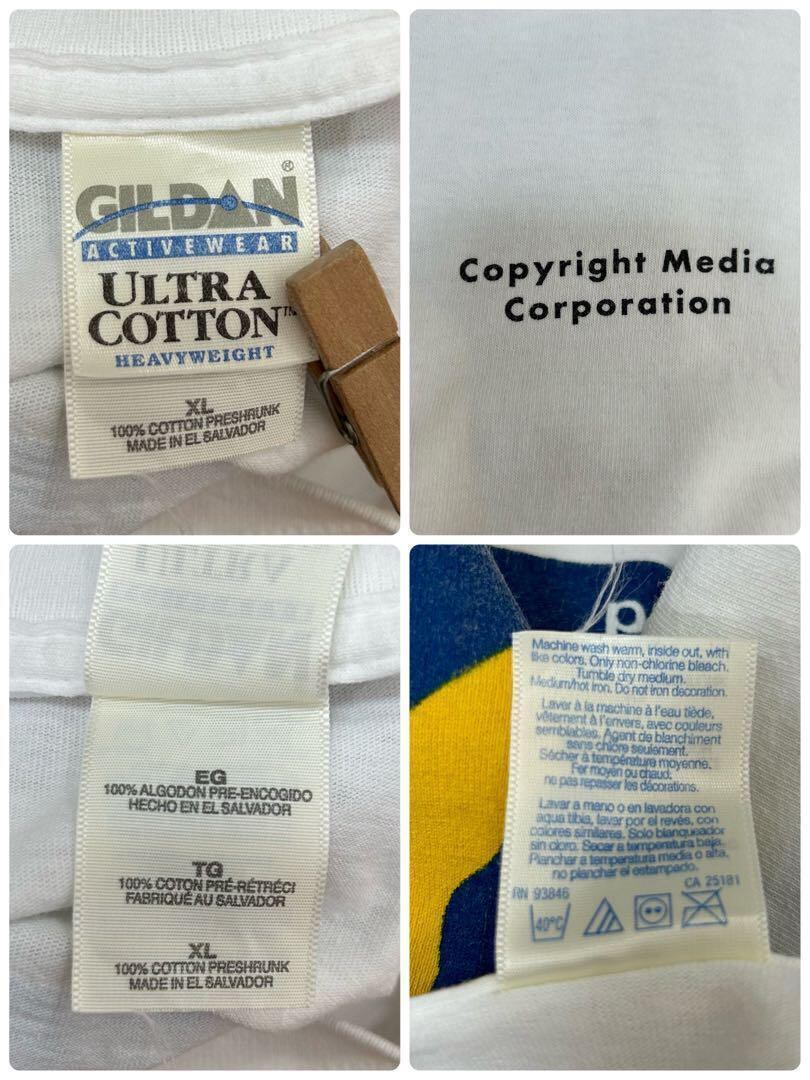 GILDAN®
ACTIVEWEAR
ULTRA
COTTON™
HEAVYWEIGHT
XL
100% COTTON PRESHRUNK
MADE IN EL SALVADOR
Copyright Media
Corporation
EG
100% ALGODON PRE-ENCOGIDO
HECHO EN EL SALVADOR
TG
100% COTON PRÉ-RÉTRÉCI
FABRIQUÉ AU SALVADOR
XL
100% COTTON PRESHRUNK
MADE IN EL SALVADOR
p
Machine wash warm, inside out, with
like colors. Only non-chlorine bleach.
Tumble dry medium.
Medium/hot iron. Do not iron decoration.
Laver à la machine à l'eau tiède,
vêtement à l'envers, avec couleurs
semblables. Agent de blanchiment
sans chlore seulement.
Sécher à température moyenne.
Fer moyen ou chaud;
ne pas repasser les décorations.
Lavar a mano o en lavadora con
agua tibia, lavar por el revés, con
colores similares. Solo blanqueador
sin cloro. Secar a temperatura baja.
Planchar a temperatura media o alta,
no planchar el estampado.
RN 93846 CA 25181
40°C